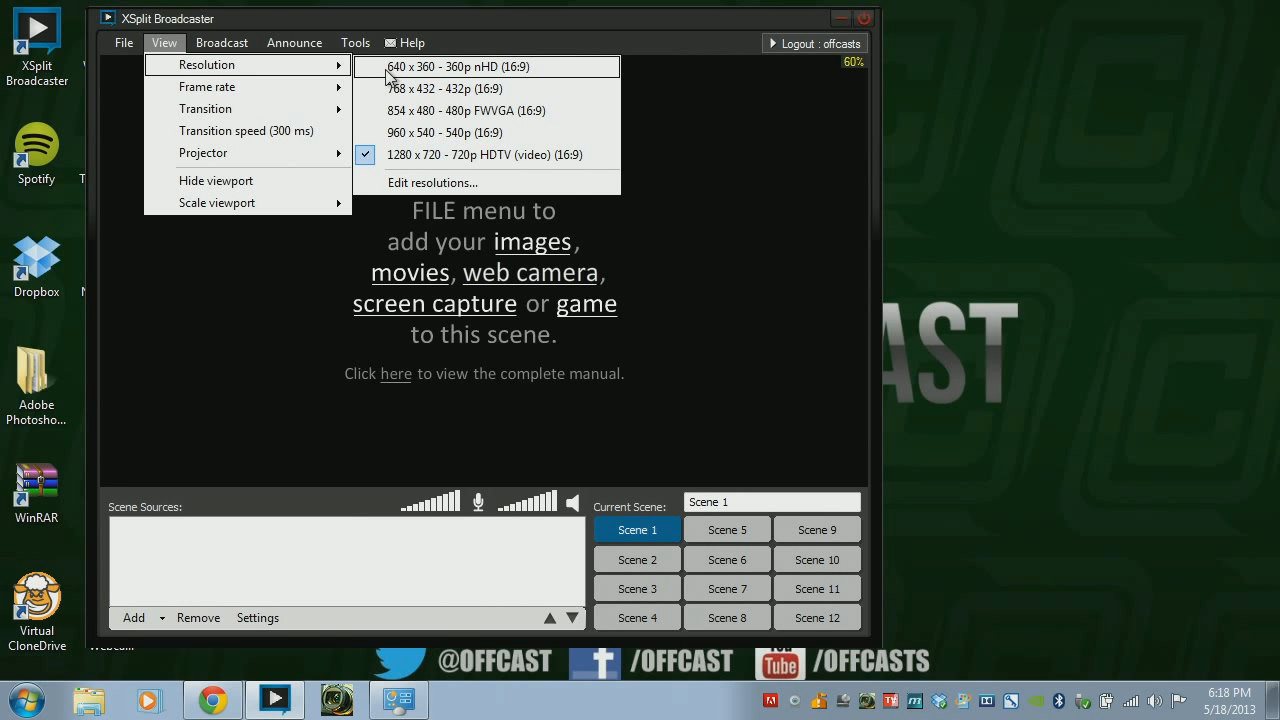 XSplit Broadcaster
File View Broadcast Announce Tools Help Logout : offcasts
60%
Resolution
Frame rate
Transition
Transition speed (300 ms)
Projector
Hide viewport
Scale viewport
640 x 360 - 360p nHD (16:9)
768 x 432 - 432p (16:9)
854 x 480 - 480p FWVGA (16:9)
960 x 540 - 540p (16:9)
1280 x 720 - 720p HDTV (video) (16:9)
Edit resolutions...
FILE menu to
add your images,
movies, web camera,
screen capture or game
to this scene.
Click here to view the complete manual.
Scene Sources:
Current Scene: Scene 1
Scene 1 Scene 5 Scene 9
Scene 2 Scene 6 Scene 10
Scene 3 Scene 7 Scene 11
Scene 4 Scene 8 Scene 12
Add Remove Settings
XSplit
Broadcaster
Spotify
Dropbox
Adobe
Photosho...
WinRAR
Virtual
CloneDrive
AST
@OFFCAST /OFFCAST You Tube /OFFCASTS
6:18 PM
5/18/2013